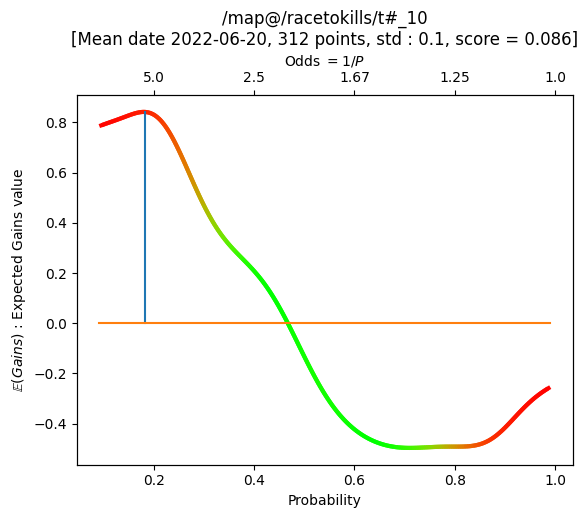 /map@/racetokills/t#_10
[Mean date 2022-06-20, 312 points, std : 0.1, score = 0.086]
Odds = 1/P
5.0 2.5 1.67 1.25 1.0
0.8
0.6
0.4
0.2
0.0
−0.2
−0.4
𝔼(Gains) : Expected Gains value
0.2 0.4 0.6 0.8 1.0
Probability